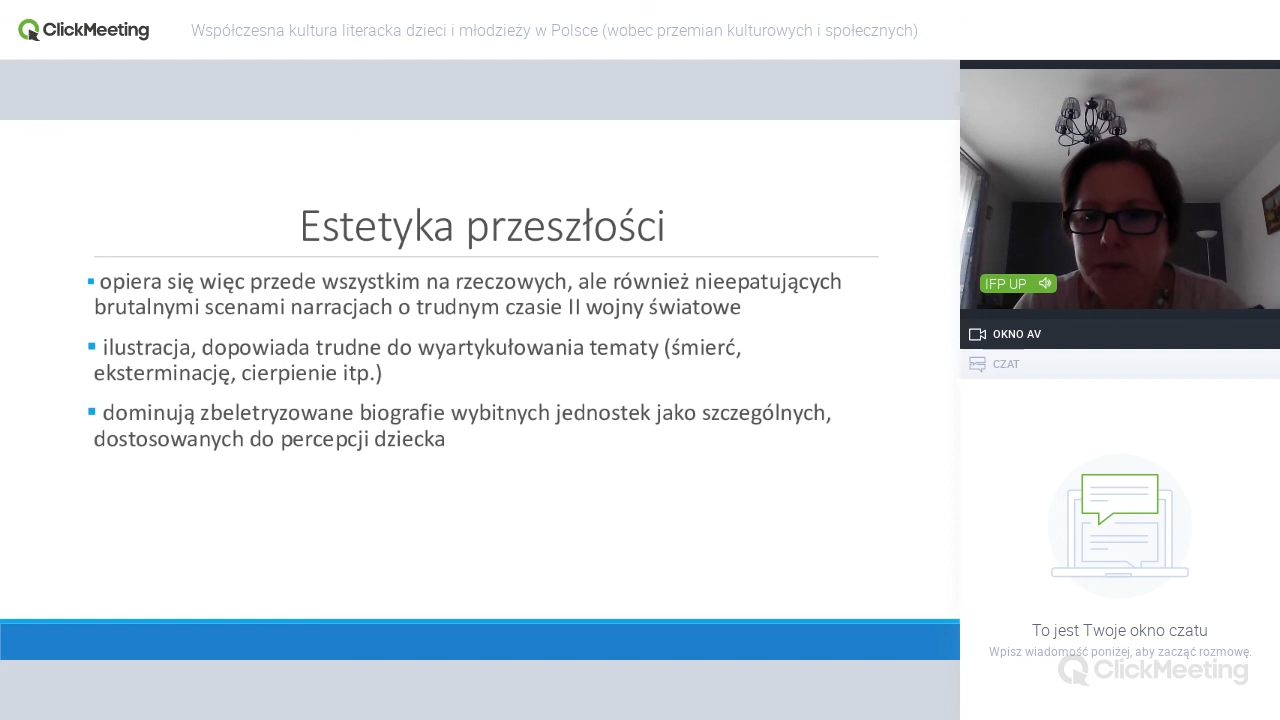 ClickMeeting
Współczesna kultura literacka dzieci i młodzieży w Polsce (wobec przemian kulturowych i społecznych)
Estetyka przeszłości
▪ opiera się więc przede wszystkim na rzeczowych, ale również nieepatujących
brutalnymi scenami narracjach o trudnym czasie II wojny światowe
▪ ilustracja, dopowiada trudne do wyartykułowania tematy (śmierć,
eksterminację, cierpienie itp.)
▪ dominują zbeletryzowane biografie wybitnych jednostek jako szczególnych,
dostosowanych do percepcji dziecka
IFP UP
OKNO AV
CZAT
To jest Twoje okno czatu
Wpisz wiadomość poniżej, aby zacząć rozmowę.
ClickMeeting